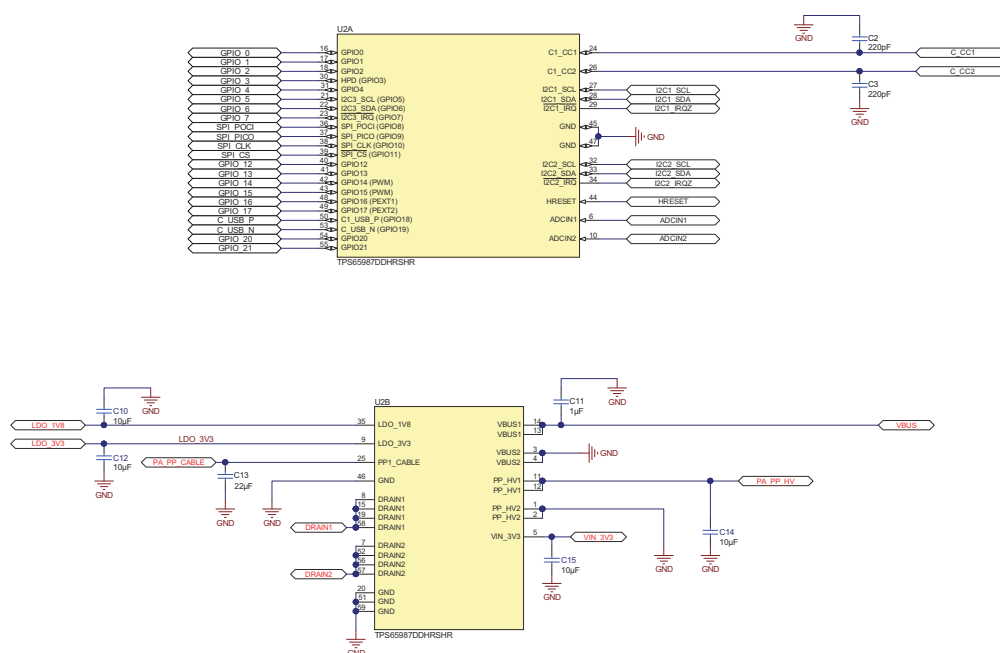 U2A
GND
C2
220pF
GPIO_0 16 GPIO0 C1_CC1 24 C_CC1
GPIO_1 17 GPIO1
GPIO_2 18 GPIO2 C1_CC2 26 C_CC2
GPIO_3 30 HPD (GPIO3)
C3
220pF
GND
GPIO_4 31 GPIO4 I2C1_SCL 27 I2C1_SCL
GPIO_5 21 I2C3_SCL (GPIO5) I2C1_SDA 28 I2C1_SDA
GPIO_6 22 I2C3_SDA (GPIO6) I2C1_IRQ 29 I2C1_IRQZ
GPIO_7 23 I2C3_IRQ (GPIO7)
SPI_POCI 36 SPI_POCI (GPIO8) GND 45
SPI_PICO 37 SPI_PICO (GPIO9) GND
SPI_CLK 38 SPI_CLK (GPIO10) GND 47
SPI_CS 39 SPI_CS (GPIO11)
GPIO_12 40 GPIO12 I2C2_SCL 32 I2C2_SCL
GPIO_13 41 GPIO13 I2C2_SDA 33 I2C2_SDA
GPIO_14 42 GPIO14 (PWM) I2C2_IRQ 34 I2C2_IRQZ
GPIO_15 43 GPIO15 (PWM)
GPIO_16 48 GPIO16 (PEXT1) HRESET 44 HRESET
GPIO_17 49 GPIO17 (PEXT2)
C_USB_P 50 C1_USB_P (GPIO18) ADCIN1 6 ADCIN1
C_USB_N 53 C_USB_N (GPIO19)
GPIO_20 54 GPIO20 ADCIN2 10 ADCIN2
GPIO_21 55 GPIO21
TPS65987DDHRSHR
GND
C10
10µF
U2B
C11
1µF
GND
LDO_1V8 35 LDO_1V8 VBUS1 14 VBUS
VBUS1 13
LDO_3V3 LDO_3V3 9 LDO_3V3
C12
10µF
GND
VBUS2 3 GND
PA_PP_CABLE 25 PP1_CABLE VBUS2 4
C13
22µF
GND
46 GND PP_HV1 11 PA_PP_HV
GND
PP_HV1 12
8 DRAIN1
15 DRAIN1 PP_HV2 1
19 DRAIN1 PP_HV2 2
DRAIN1 58 DRAIN1
VIN_3V3 5 VIN_3V3
C14
10µF
GND
GND
7 DRAIN2
52 DRAIN2
56 DRAIN2
DRAIN2 57 DRAIN2
C15
10µF
GND
20 GND
51 GND
59 GND
TPS65987DDHRSHR
GND